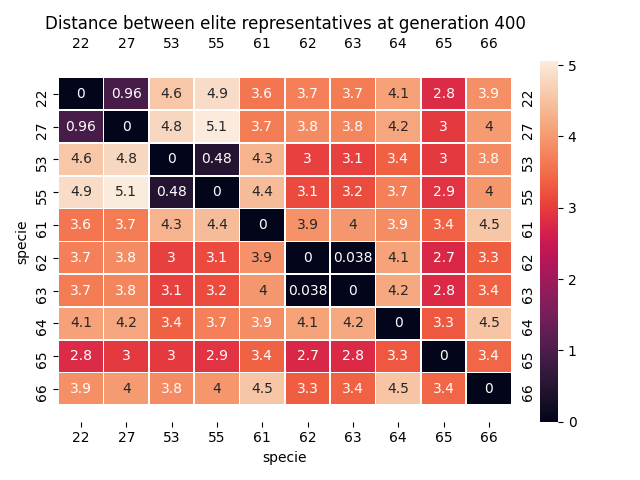 Distance between elite representatives at generation 400
22 27 53 55 61 62 63 64 65 66
22 0 0.96 4.6 4.9 3.6 3.7 3.7 4.1 2.8 3.9 22
27 0.96 0 4.8 5.1 3.7 3.8 3.8 4.2 3 4 27
53 4.6 4.8 0 0.48 4.3 3 3.1 3.4 3 3.8 53
55 4.9 5.1 0.48 0 4.4 3.1 3.2 3.7 2.9 4 55
61 3.6 3.7 4.3 4.4 0 3.9 4 3.9 3.4 4.5 61
62 3.7 3.8 3 3.1 3.9 0 0.038 4.1 2.7 3.3 62
63 3.7 3.8 3.1 3.2 4 0.038 0 4.2 2.8 3.4 63
64 4.1 4.2 3.4 3.7 3.9 4.1 4.2 0 3.3 4.5 64
65 2.8 3 3 2.9 3.4 2.7 2.8 3.3 0 3.4 65
66 3.9 4 3.8 4 4.5 3.3 3.4 4.5 3.4 0 66
22 27 53 55 61 62 63 64 65 66
specie
specie
5
4
3
2
1
0